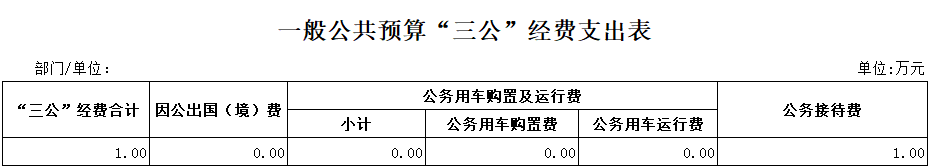 一般公共预算“三公”经费支出表
部门/单位： 单位:万元
“三公”经费合计 因公出国（境）费 公务用车购置及运行费 公务接待费
小计 公务用车购置费 公务用车运行费
1.00 0.00 0.00 0.00 0.00 1.00